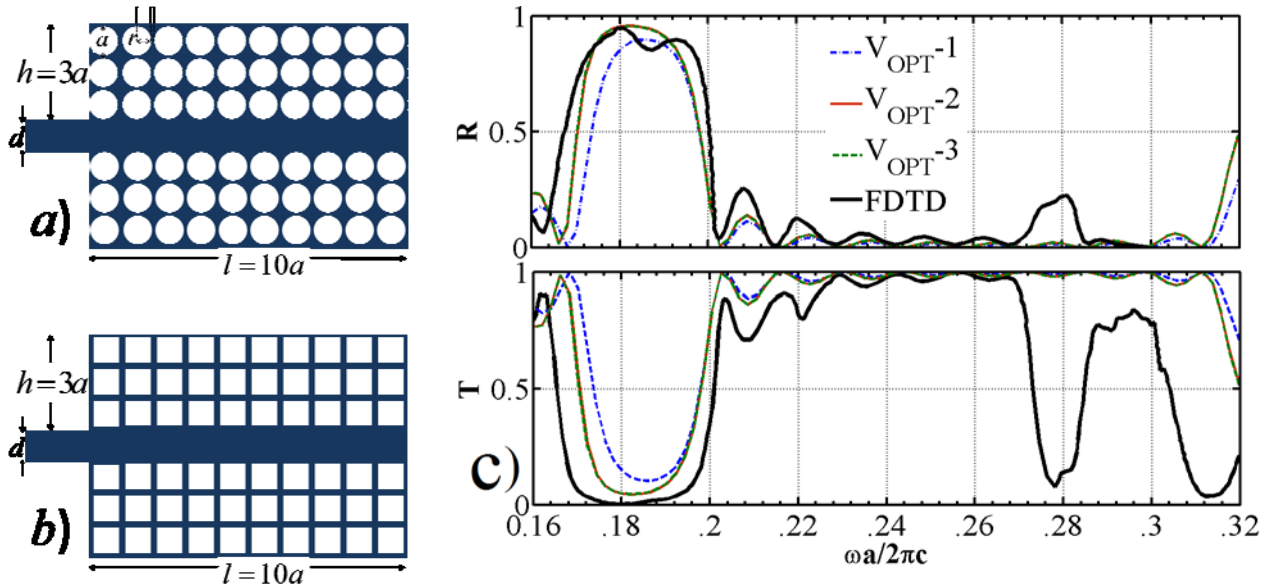 a
r
h=3a
d
a)
l=10a
h=3a
d
b)
l=10a
R
1
0.5
0
V_OPT-1
V_OPT-2
V_OPT-3
FDTD
T
1
0.5
0
c)
0.16 .18 .2 .22 .24 .26 .28 .3 0.32
ωa/2πc